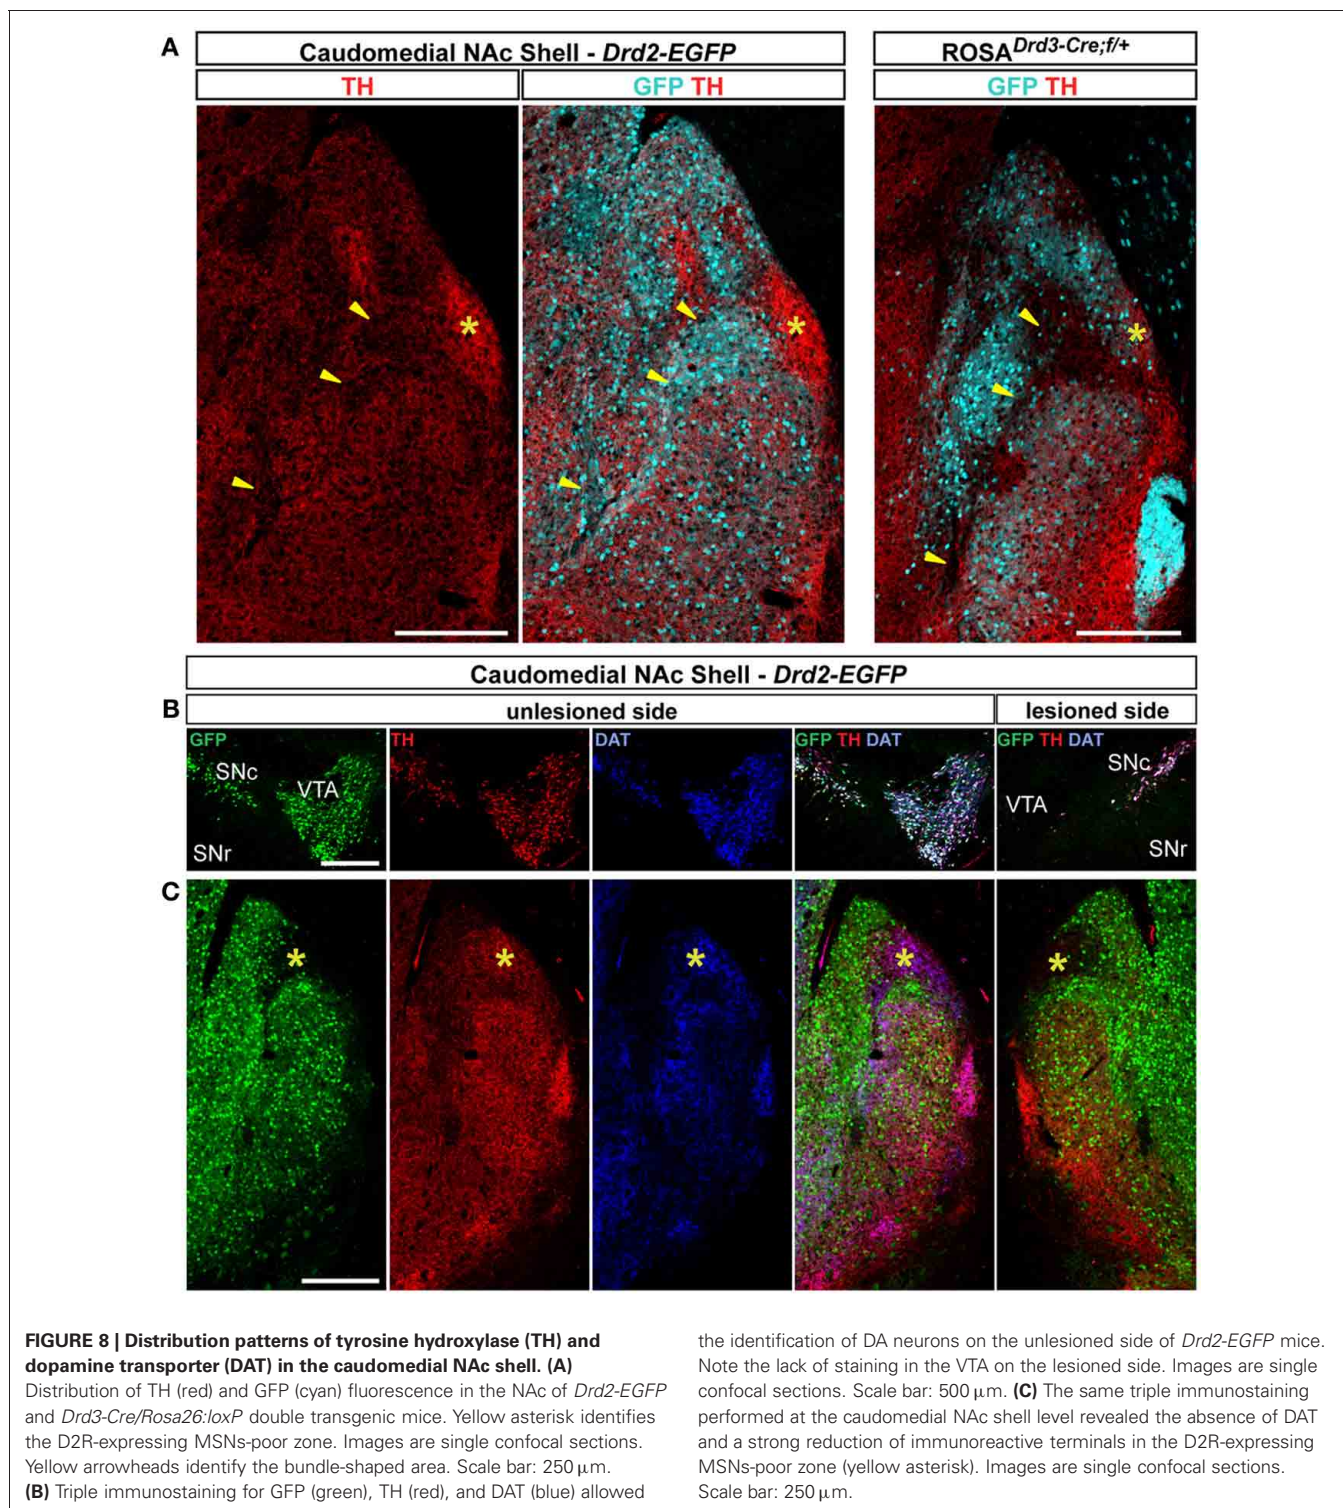 A
Caudomedial NAc Shell - Drd2-EGFP
ROSA Drd3-Cre;f/+
TH
GFP TH
GFP TH
*
*
*
Caudomedial NAc Shell - Drd2-EGFP
B
unlesioned side
lesioned side
GFP
TH
DAT
GFP TH DAT
GFP TH DAT
SNc
VTA
SNr
SNc
VTA
SNr
C
*
*
*
*
*
FIGURE 8 | Distribution patterns of tyrosine hydroxylase (TH) and
dopamine transporter (DAT) in the caudomedial NAc shell. (A)
Distribution of TH (red) and GFP (cyan) fluorescence in the NAc of Drd2-EGFP
and Drd3-Cre/Rosa26:loxP double transgenic mice. Yellow asterisk identifies
the D2R-expressing MSNs-poor zone. Images are single confocal sections.
Yellow arrowheads identify the bundle-shaped area. Scale bar: 250 μm.
(B) Triple immunostaining for GFP (green), TH (red), and DAT (blue) allowed
the identification of DA neurons on the unlesioned side of Drd2-EGFP mice.
Note the lack of staining in the VTA on the lesioned side. Images are single
confocal sections. Scale bar: 500 μm. (C) The same triple immunostaining
performed at the caudomedial NAc shell level revealed the absence of DAT
and a strong reduction of immunoreactive terminals in the D2R-expressing
MSNs-poor zone (yellow asterisk). Images are single confocal sections.
Scale bar: 250 μm.